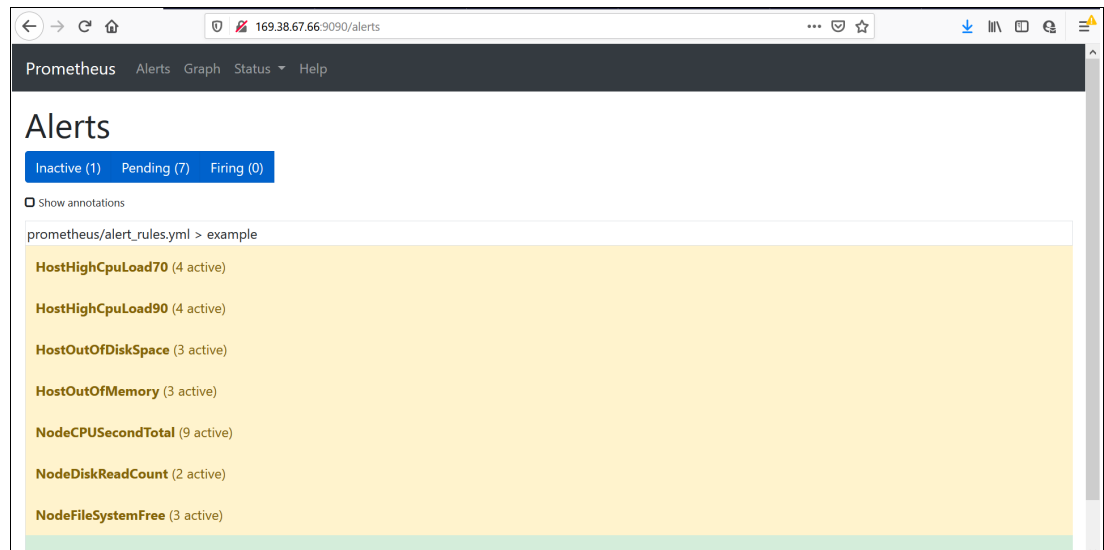 169.38.67.66:9090/alerts
Prometheus Alerts Graph Status Help
Alerts
Inactive (1) Pending (7) Firing (0)
Show annotations
prometheus/alert_rules.yml > example
HostHighCpuLoad70 (4 active)
HostHighCpuLoad90 (4 active)
HostOutOfDiskSpace (3 active)
HostOutOfMemory (3 active)
NodeCPUSecondTotal (9 active)
NodeDiskReadCount (2 active)
NodeFileSystemFree (3 active)